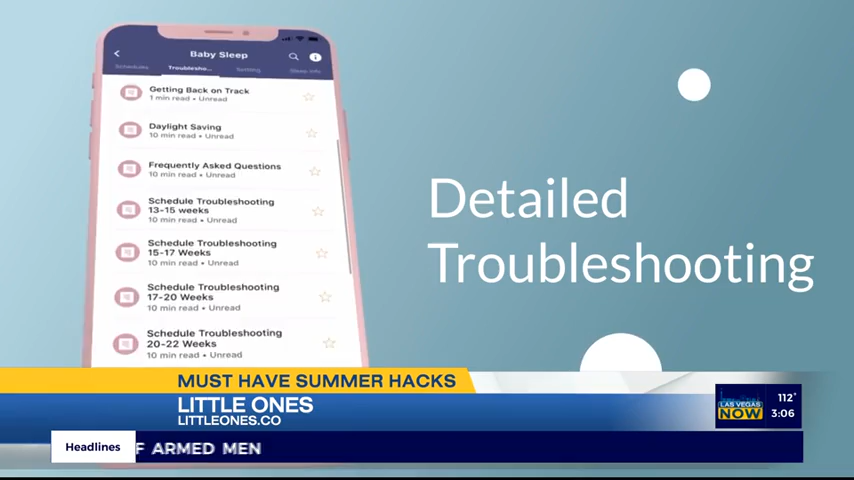 Baby Sleep
Schedules
Troublesho...
Settling
Sleep Info
Getting Back on Track
1 min read • Unread
Daylight Saving
10 min read • Unread
Frequently Asked Questions
10 min read • Unread
Schedule Troubleshooting
13-15 weeks
10 min read • Unread
Schedule Troubleshooting
15-17 Weeks
10 min read • Unread
Schedule Troubleshooting
17-20 Weeks
10 min read • Unread
Schedule Troubleshooting
20-22 Weeks
10 min read • Unread
Detailed
Troubleshooting
MUST HAVE SUMMER HACKS
LITTLE ONES
LITTLEONES.CO
LAS VEGAS
NOW
112°
3:06
Headlines
F ARMED MEN